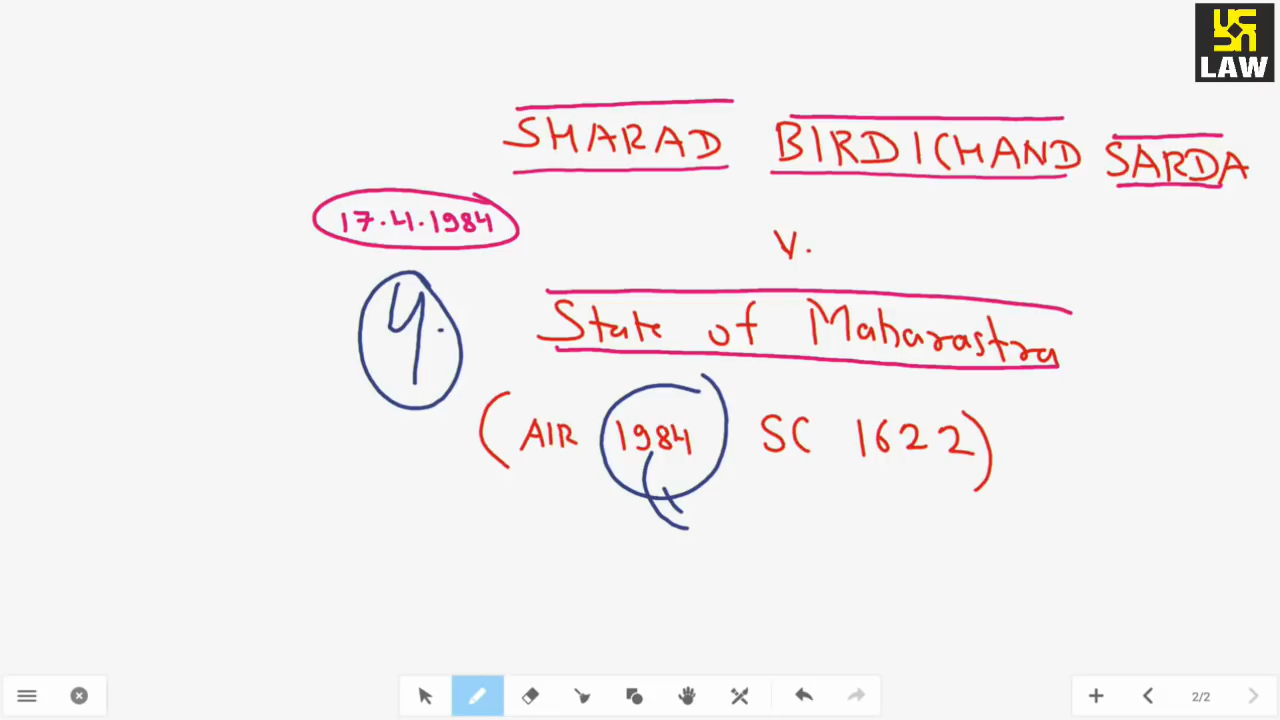 LAW
SHARAD BIRDICHAND SARDA
17.4.1984
V.
4.
State of Maharastra
(AIR 1984 SC 1622)
2/2